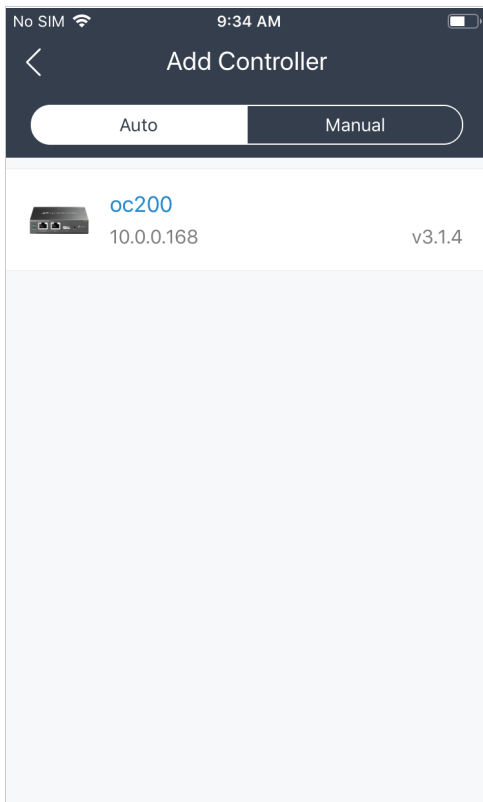 No SIM
9:34 AM
Add Controller
Auto
Manual
oc200
10.0.0.168
v3.1.4